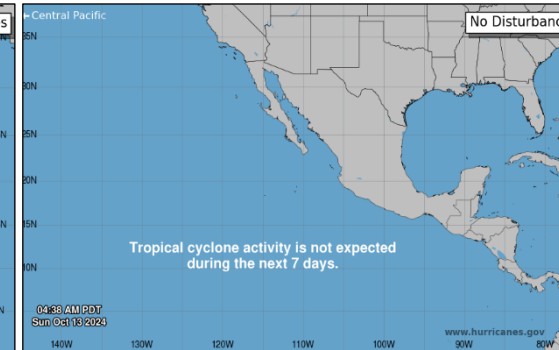 s
Central Pacific
No Disturbanc
35N
30N
25N
20N
15N
10N
N
N
Tropical cyclone activity is not expected
during the next 7 days.
04:38 AM PDT
Sun Oct 13 2024
www.hurricanes.gov
140W 130W 120W 110W 100W 90W 80W